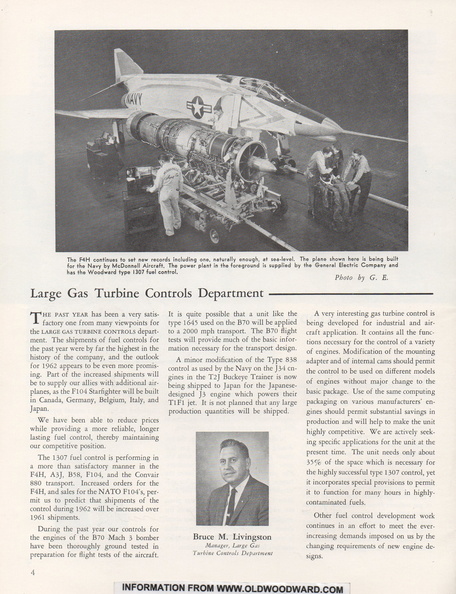 NAVY
The F4H continues to set new records including one, naturally enough, at sea-level. The plane shown here is being built
for the Navy by McDonnell Aircraft. The power plant in the foreground is supplied by the General Electric Company and
has the Woodward type 1307 fuel control.
Photo by G. E.
Large Gas Turbine Controls Department
THE PAST YEAR has been a very satis-
factory one from many viewpoints for
the LARGE GAS TURBINE CONTROLS depart-
ment. The shipments of fuel controls for
the past year were by far the highest in the
history of the company, and the outlook
for 1962 appears to be even more promis-
ing. Part of the increased shipments will
be to supply our allies with additional air-
planes, as the F104 Starfighter will be built
in Canada, Germany, Belgium, Italy, and
Japan.
We have been able to reduce prices
while providing a more reliable, longer
lasting fuel control, thereby maintaining
our competitive position.
The 1307 fuel control is performing in
a more than satisfactory manner in the
F4H, A3J, B58, F104, and the Convair
880 transport. Increased orders for the
F4H, and sales for the NATO F104's, per-
mit us to predict that shipments of the
control during 1962 will be increased over
1961 shipments.
During the past year our controls for
the engines of the B70 Mach 3 bomber
have been thoroughly ground tested in
preparation for flight tests of the aircraft.
It is quite possible that a unit like the
type 1645 used on the B70 will be applied
to a 2000 mph transport. The B70 flight
tests will provide much of the basic infor-
mation necessary for the transport design.
A minor modification of the Type 838
control as used by the Navy on the J34 en-
gines in the T2J Buckeye Trainer is now
being shipped to Japan for the Japanese-
designed J3 engine which powers their
T1F1 jet. It is not planned that any large
production quantities will be shipped.
Bruce M. Livingston
Manager, Large Gas
Turbine Controls Department
A very interesting gas turbine control is
being developed for industrial and air-
craft application. It contains all the func-
tions necessary for the control of a variety
of engines. Modification of the mounting
adapter and of internal cams should permit
the control to be used on different models
of engines without major change to the
basic package. Use of the same computing
packaging on various manufacturers' en-
gines should permit substantial savings in
production and will help to make the unit
highly competitive. We are actively seek-
ing specific applications for the unit at the
present time. The unit needs only about
35% of the space which is necessary for
the highly successful type 1307 control, yet
it incorporates special provisions to permit
it to function for many hours in highly-
contaminated fuels.
Other fuel control development work
continues in an effort to meet the ever-
increasing demands imposed on us by the
changing requirements of new engine de-
signs.
4
INFORMATION FROM WWW.OLDWOODWARD.COM